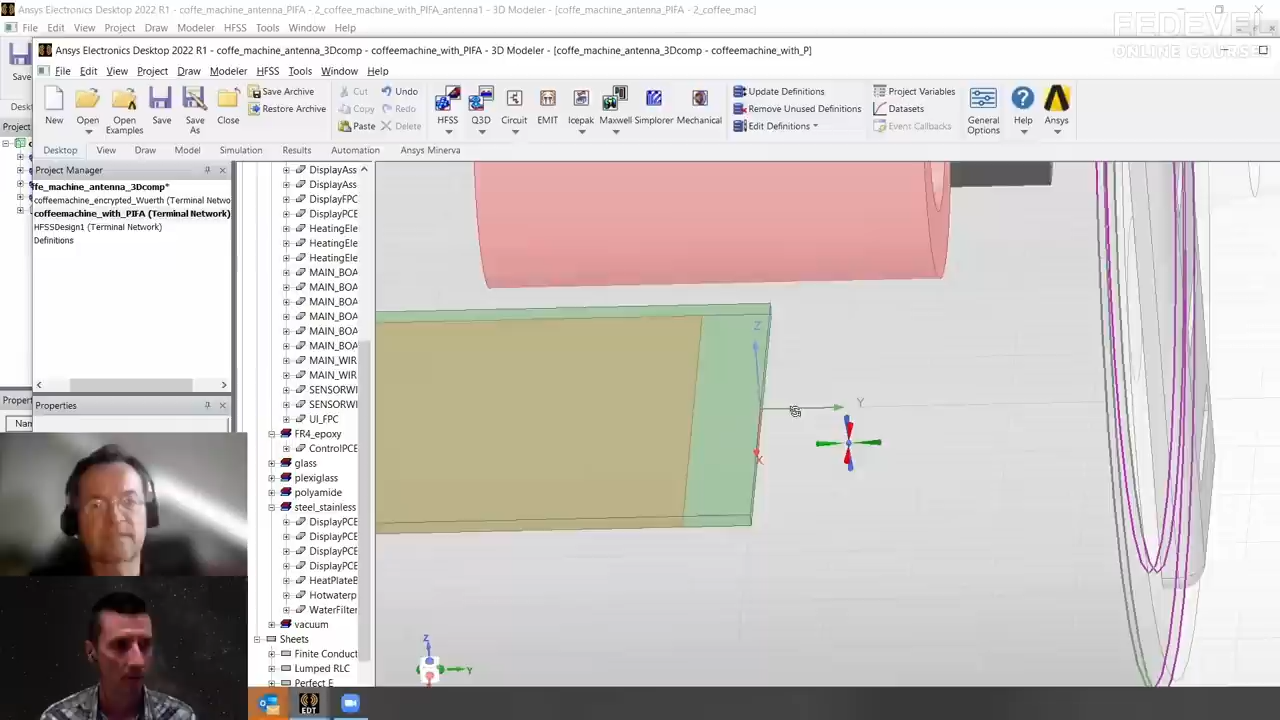 coffe_machine_antenna_PIFA - 2_coffee_machine_with_PIFA_antenna1 - 3D Modeler - [coffe_machine_antenna_PIFA - 2_coffee_mac)
File Edit View Project Draw Modeler HFSS Tools Window Help
FEDEVEL
ONLINE COURSES
Ansys Electronics Desktop 2022 R1 - coffe_machine_antenna_3Dcomp - coffeemachine_with_PIFA - 3D Modeler - [coffe_machine_antenna_3Dcomp - coffeemachine_with_P)
File Edit View Project Draw Modeler HFSS Tools Window Help
Save
New
Open
Open Examples
Save
Save As
Close
Save Archive
Restore Archive
Cut
Copy
Paste
Undo
Redo
Delete
HFSS
Q3D
Circuit
EMIT
Icepak
Maxwell
Simplorer
Mechanical
Update Definitions
Remove Unused Definitions
Edit Definitions
Project Variables
Datasets
Event Callbacks
General Options
Help
Ansys
Desktop View Draw Model Simulation Results Automation Ansys Minerva
Project Manager
ffe_machine_antenna_3Dcomp*
coffeemachine_encrypted_Wuerth (Terminal Netwo
coffeemachine_with_PIFA (Terminal Network)
HFSSDesign1 (Terminal Network)
Definitions
Properties
Nam
DisplayAss
DisplayAss
DisplayFPC
DisplayPCE
HeatingEle
HeatingEle
HeatingEle
MAIN_BOA
MAIN_BOA
MAIN_BOA
MAIN_BOA
MAIN_BOA
MAIN_BOA
MAIN_WIR
MAIN_WIR
SENSORWI
SENSORWI
UI_FPC
FR4_epoxy
ControlPCE
glass
plexiglass
polyamide
steel_stainless
DisplayPCE
DisplayPCE
DisplayPCE
DisplayPCE
HeatPlateB
Hotwaterp
WaterFilter
vacuum
Sheets
Finite Conduct
Lumped RLC
Perfect E
Z
Y
X
Z
Y
EDT